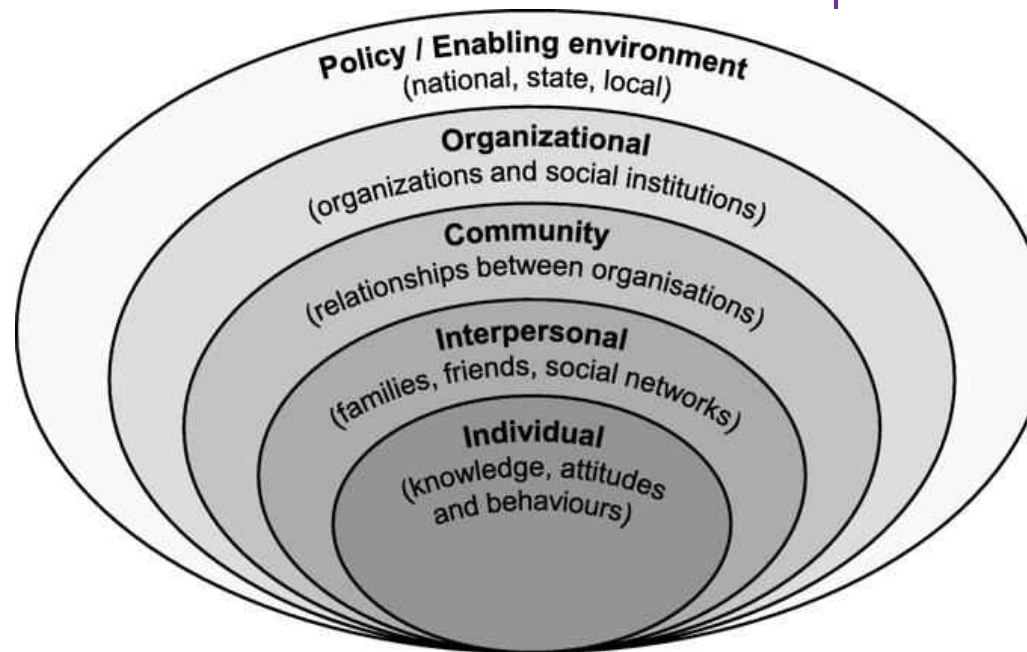 Policy / Enabling environment
(national, state, local)
Organizational
(organizations and social institutions)
Community
(relationships between organisations)
Interpersonal
(families, friends, social networks)
Individual
(knowledge, attitudes
and behaviours)